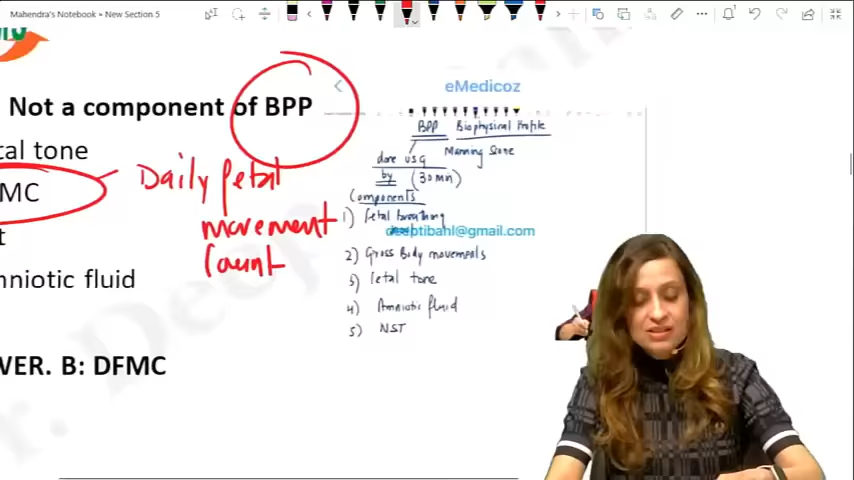 Mahendra's Notebook » New Section 5
. Not a component of BPP
tal tone
MC
Daily fetal
movement
Count
t
nniotic fluid
WER. B: DFMC
eMedicoz
BPP Biophysical Profile
Manning Score
done USG
by (30 min)
Components
1) Fetal breathing
deeptibahl@gmail.com
2) Gross Body movements
3) Fetal tone
4) Amniotic fluid
5) NST